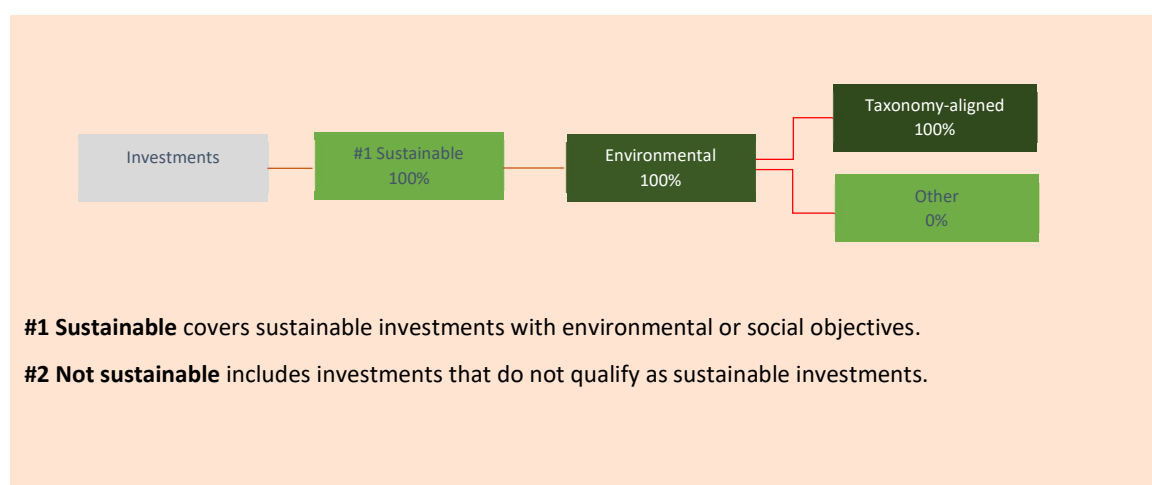 Investments
#1 Sustainable
100%
Environmental
100%
Taxonomy-aligned
100%
Other
0%
#1 Sustainable covers sustainable investments with environmental or social objectives.
#2 Not sustainable includes investments that do not qualify as sustainable investments.